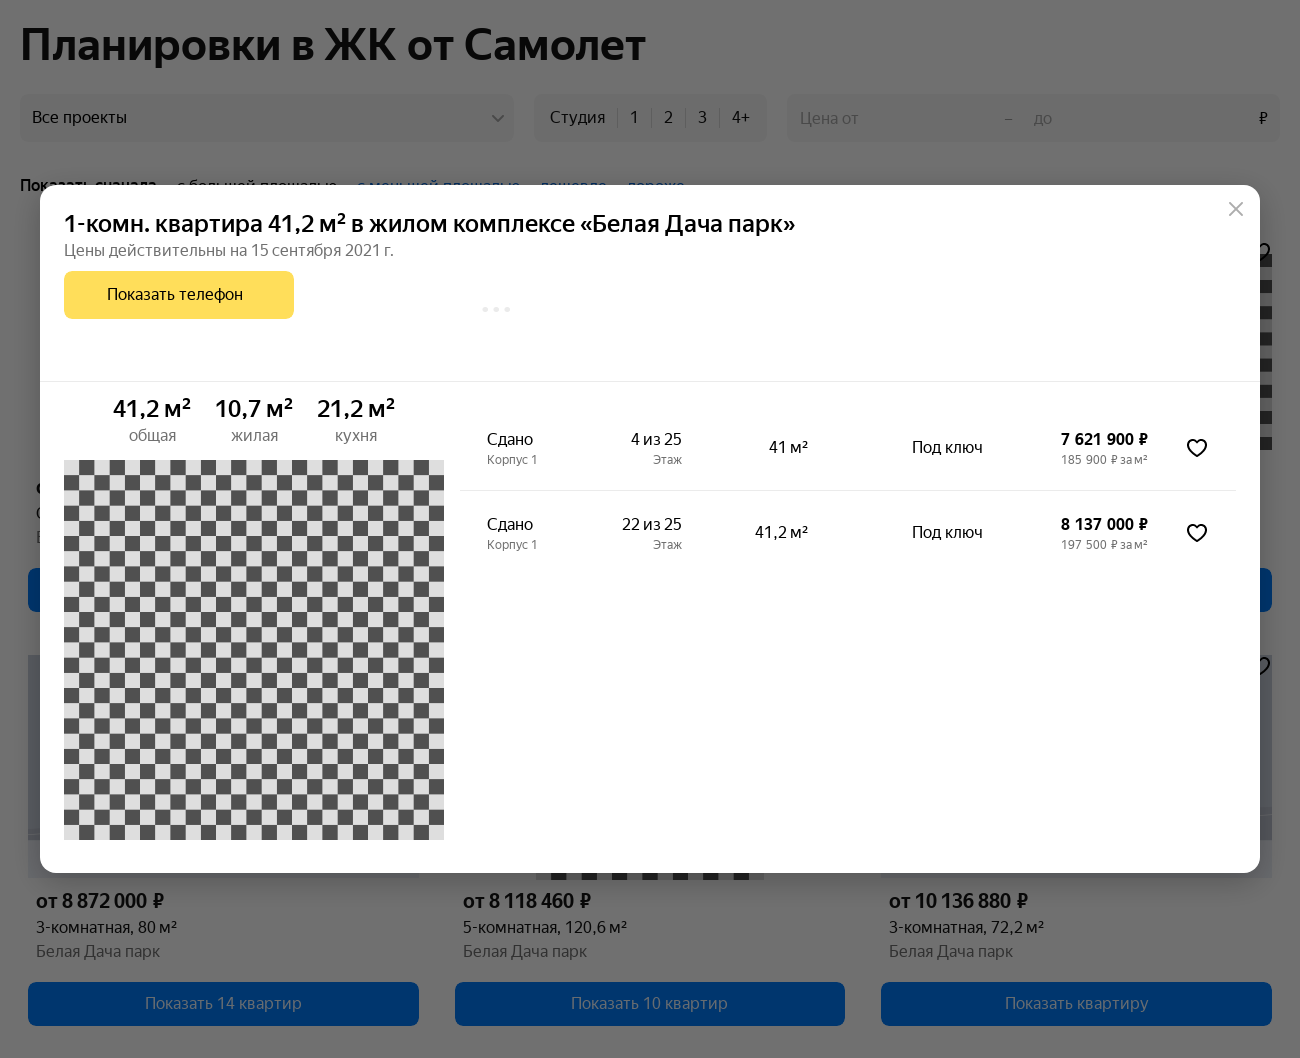 Планировки в ЖК от Самолет
Все проекты
Студия 1 2 3 4+
Цена от – до ₽
1-комн. квартира 41,2 м² в жилом комплексе «Белая Дача парк»
Цены действительны на 15 сентября 2021 г.
Показать телефон
41,2 м² 10,7 м² 21,2 м²
общая жилая кухня
Сдано 4 из 25 41 м² Под ключ 7 621 900 ₽
Корпус 1 Этаж 185 900 ₽ за м²
Сдано 22 из 25 41,2 м² Под ключ 8 137 000 ₽
Корпус 1 Этаж 197 500 ₽ за м²
от 8 872 000 ₽ от 8 118 460 ₽ от 10 136 880 ₽
3-комнатная, 80 м² 5-комнатная, 120,6 м² 3-комнатная, 72,2 м²
Белая Дача парк Белая Дача парк Белая Дача парк
Показать 14 квартир Показать 10 квартир Показать квартиру